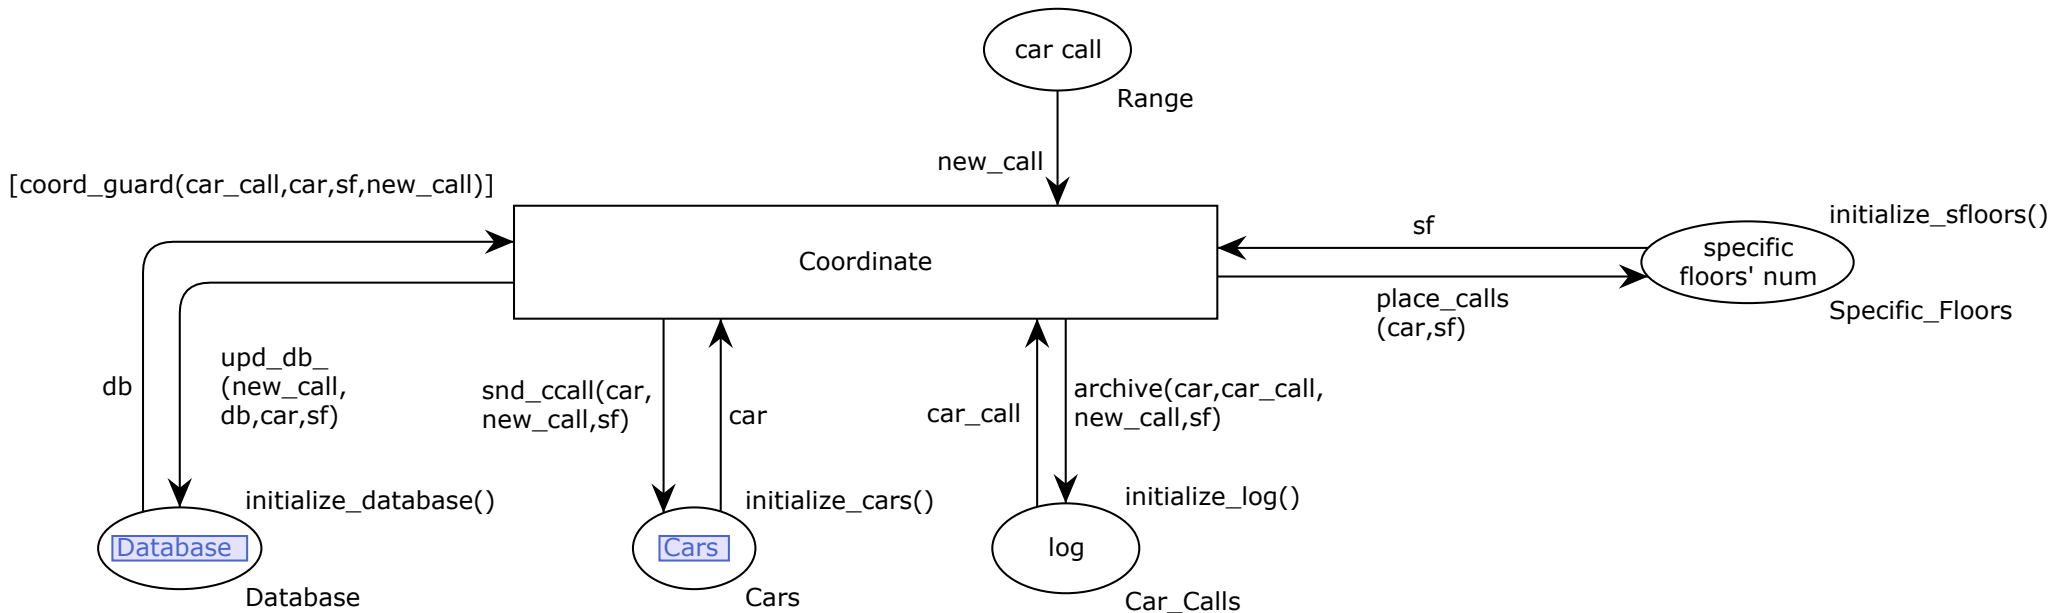 car call
Range
new_call
[coord_guard(car_call,car,sf,new_call)]
initialize_sfloors()
sf
specific
floors' num
Coordinate
place_calls
(car,sf)
Specific_Floors
upd_db_
(new_call,
db,car,sf)
db
snd_ccall(car,
new_call,sf)
car
car_call
archive(car,car_call,
new_call,sf)
initialize_database()
initialize_cars()
initialize_log()
Database
Cars
log
Database
Cars
Car_Calls